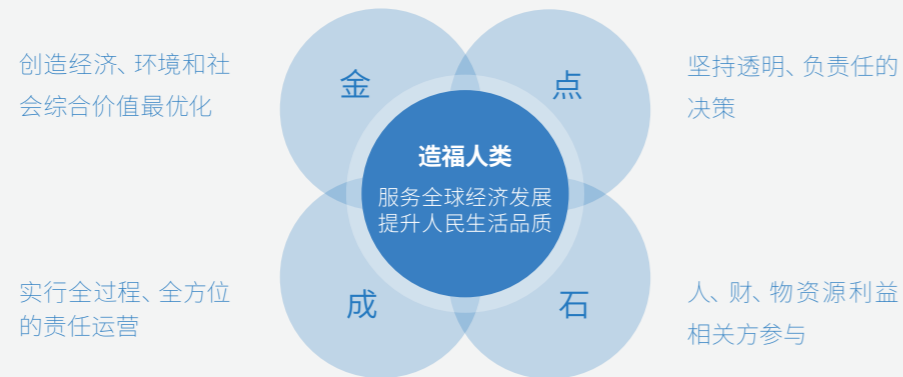 创造经济、环境和社
会综合价值最优化
金
点
坚持透明、负责任的
决策
造福人类
服务全球经济发展
提升人民生活品质
实行全过程、全方位
的责任运营
成
石
人、财、物资源利益
相关方参与